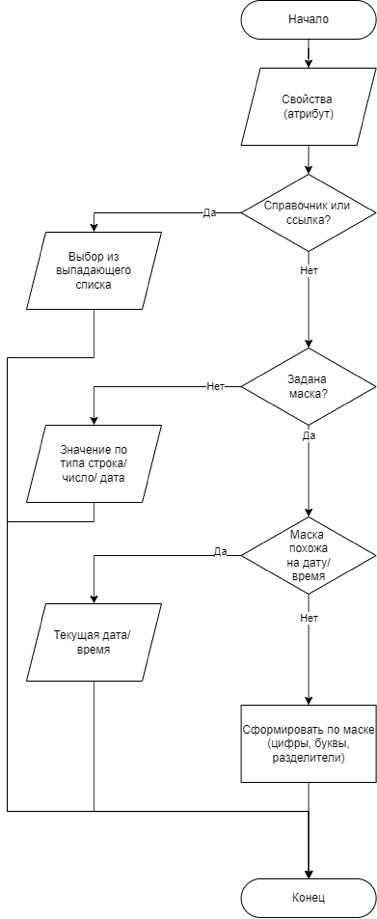 Начало
Свойства
(атрибут)
Справочник или
ссылка?
Да
Выбор из
выпадающего
списка
Нет
Задана
маска?
Нет
Значение по
типа строка/
число/ дата
Да
Маска
похожа
на дату/
время
Да
Текущая дата/
время
Нет
Сформировать по маске
(цифры, буквы,
разделители)
Конец